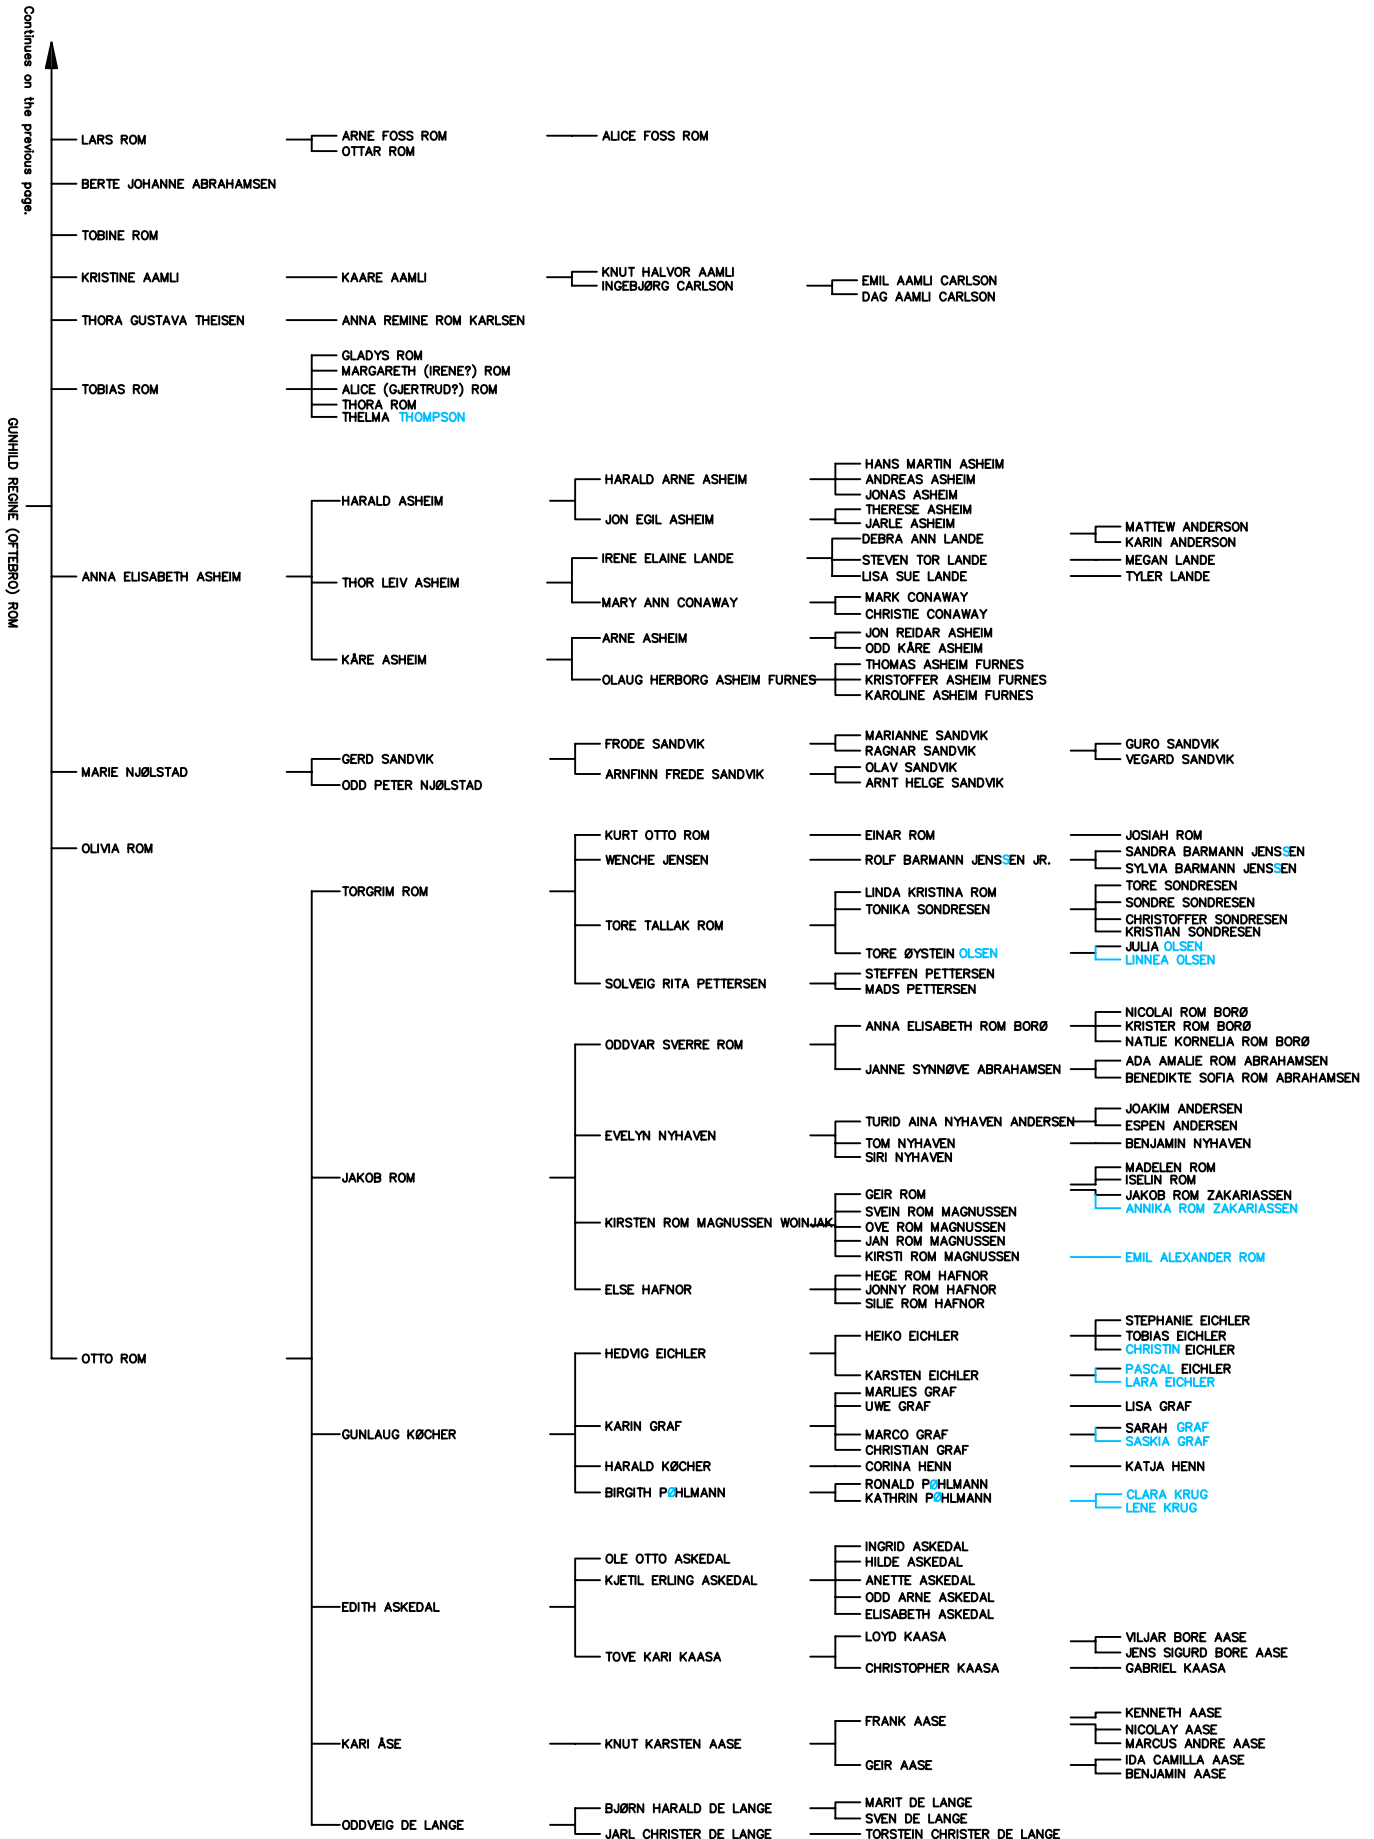 Continues on the previous page.
GUNHILD REGINE (OFTEBRO) ROM
LARS ROM
ARNE FOSS ROM
ALICE FOSS ROM
OTTAR ROM
BERTE JOHANNE ABRAHAMSEN
TOBINE ROM
KRISTINE AAMLI
KAARE AAMLI
KNUT HALVOR AAMLI
INGEBJØRG CARLSON
EMIL AAMLI CARLSON
DAG AAMLI CARLSON
THORA GUSTAVA THEISEN
ANNA REMINE ROM KARLSEN
TOBIAS ROM
GLADYS ROM
MARGARETH (IRENE?) ROM
ALICE (GJERTRUD?) ROM
THORA ROM
THELMA THOMPSON
ANNA ELISABETH ASHEIM
HARALD ASHEIM
HARALD ARNE ASHEIM
HANS MARTIN ASHEIM
ANDREAS ASHEIM
JONAS ASHEIM
JON EGIL ASHEIM
THERESE ASHEIM
JARLE ASHEIM
THOR LEIV ASHEIM
IRENE ELAINE LANDE
DEBRA ANN LANDE
MATTEW ANDERSON
KARIN ANDERSON
STEVEN TOR LANDE
MEGAN LANDE
LISA SUE LANDE
TYLER LANDE
MARY ANN CONAWAY
MARK CONAWAY
CHRISTIE CONAWAY
KÅRE ASHEIM
ARNE ASHEIM
JON REIDAR ASHEIM
ODD KÅRE ASHEIM
OLAUG HERBORG ASHEIM FURNES
THOMAS ASHEIM FURNES
KRISTOFFER ASHEIM FURNES
KAROLINE ASHEIM FURNES
MARIE NJØLSTAD
GERD SANDVIK
FRODE SANDVIK
MARIANNE SANDVIK
RAGNAR SANDVIK
GURO SANDVIK
VEGARD SANDVIK
ARNFINN FREDE SANDVIK
OLAV SANDVIK
ARNT HELGE SANDVIK
ODD PETER NJØLSTAD
OLIVIA ROM
OTTO ROM
TORGRIM ROM
KURT OTTO ROM
EINAR ROM
JOSIAH ROM
WENCHE JENSEN
ROLF BARMANN JENSSEN JR.
SANDRA BARMANN JENSSEN
SYLVIA BARMANN JENSSEN
TORE TALLAK ROM
LINDA KRISTINA ROM
TONIKA SONDRESEN
TORE SONDRESEN
SONDRE SONDRESEN
CHRISTOFFER SONDRESEN
KRISTIAN SONDRESEN
TORE ØYSTEIN OLSEN
JULIA OLSEN
LINNEA OLSEN
SOLVEIG RITA PETTERSEN
STEFFEN PETTERSEN
MADS PETTERSEN
JAKOB ROM
ODDVAR SVERRE ROM
ANNA ELISABETH ROM BORØ
NICOLAI ROM BORØ
KRISTER ROM BORØ
NATLIE KORNELIA ROM BORØ
JANNE SYNNØVE ABRAHAMSEN
ADA AMALIE ROM ABRAHAMSEN
BENEDIKTE SOFIA ROM ABRAHAMSEN
EVELYN NYHAVEN
TURID AINA NYHAVEN ANDERSEN
JOAKIM ANDERSEN
ESPEN ANDERSEN
TOM NYHAVEN
BENJAMIN NYHAVEN
SIRI NYHAVEN
KIRSTEN ROM MAGNUSSEN WOINJAK
GEIR ROM
MADELEN ROM
ISELIN ROM
JAKOB ROM ZAKARIASSEN
ANNIKA ROM ZAKARIASSEN
SVEIN ROM MAGNUSSEN
OVE ROM MAGNUSSEN
JAN ROM MAGNUSSEN
KIRSTI ROM MAGNUSSEN
EMIL ALEXANDER ROM
ELSE HAFNOR
HEGE ROM HAFNOR
JONNY ROM HAFNOR
SILIE ROM HAFNOR
GUNLAUG KØCHER
HEDVIG EICHLER
HEIKO EICHLER
STEPHANIE EICHLER
TOBIAS EICHLER
CHRISTIN EICHLER
KARSTEN EICHLER
PASCAL EICHLER
LARA EICHLER
KARIN GRAF
MARLIES GRAF
UWE GRAF
LISA GRAF
MARCO GRAF
SARAH GRAF
SASKIA GRAF
CHRISTIAN GRAF
HARALD KØCHER
CORINA HENN
KATJA HENN
BIRGITH PØHLMANN
RONALD PØHLMANN
KATHRIN PØHLMANN
CLARA KRUG
LENE KRUG
EDITH ASKEDAL
OLE OTTO ASKEDAL
KJETIL ERLING ASKEDAL
INGRID ASKEDAL
HILDE ASKEDAL
ANETTE ASKEDAL
ODD ARNE ASKEDAL
ELISABETH ASKEDAL
TOVE KARI KAASA
LOYD KAASA
VILJAR BORE AASE
JENS SIGURD BORE AASE
CHRISTOPHER KAASA
GABRIEL KAASA
KARI ÅSE
KNUT KARSTEN AASE
FRANK AASE
KENNETH AASE
NICOLAY AASE
MARCUS ANDRE AASE
GEIR AASE
IDA CAMILLA AASE
BENJAMIN AASE
ODDVEIG DE LANGE
BJØRN HARALD DE LANGE
MARIT DE LANGE
SVEN DE LANGE
JARL CHRISTER DE LANGE
TORSTEIN CHRISTER DE LANGE